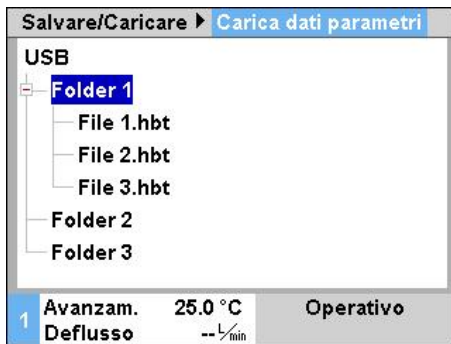 Salvare/Caricare ▶ Carica dati parametri
USB
Folder 1
File 1.hbt
File 2.hbt
File 3.hbt
Folder 2
Folder 3
1 Avanzam. 25.0 °C Operativo
Deflusso -- L/min